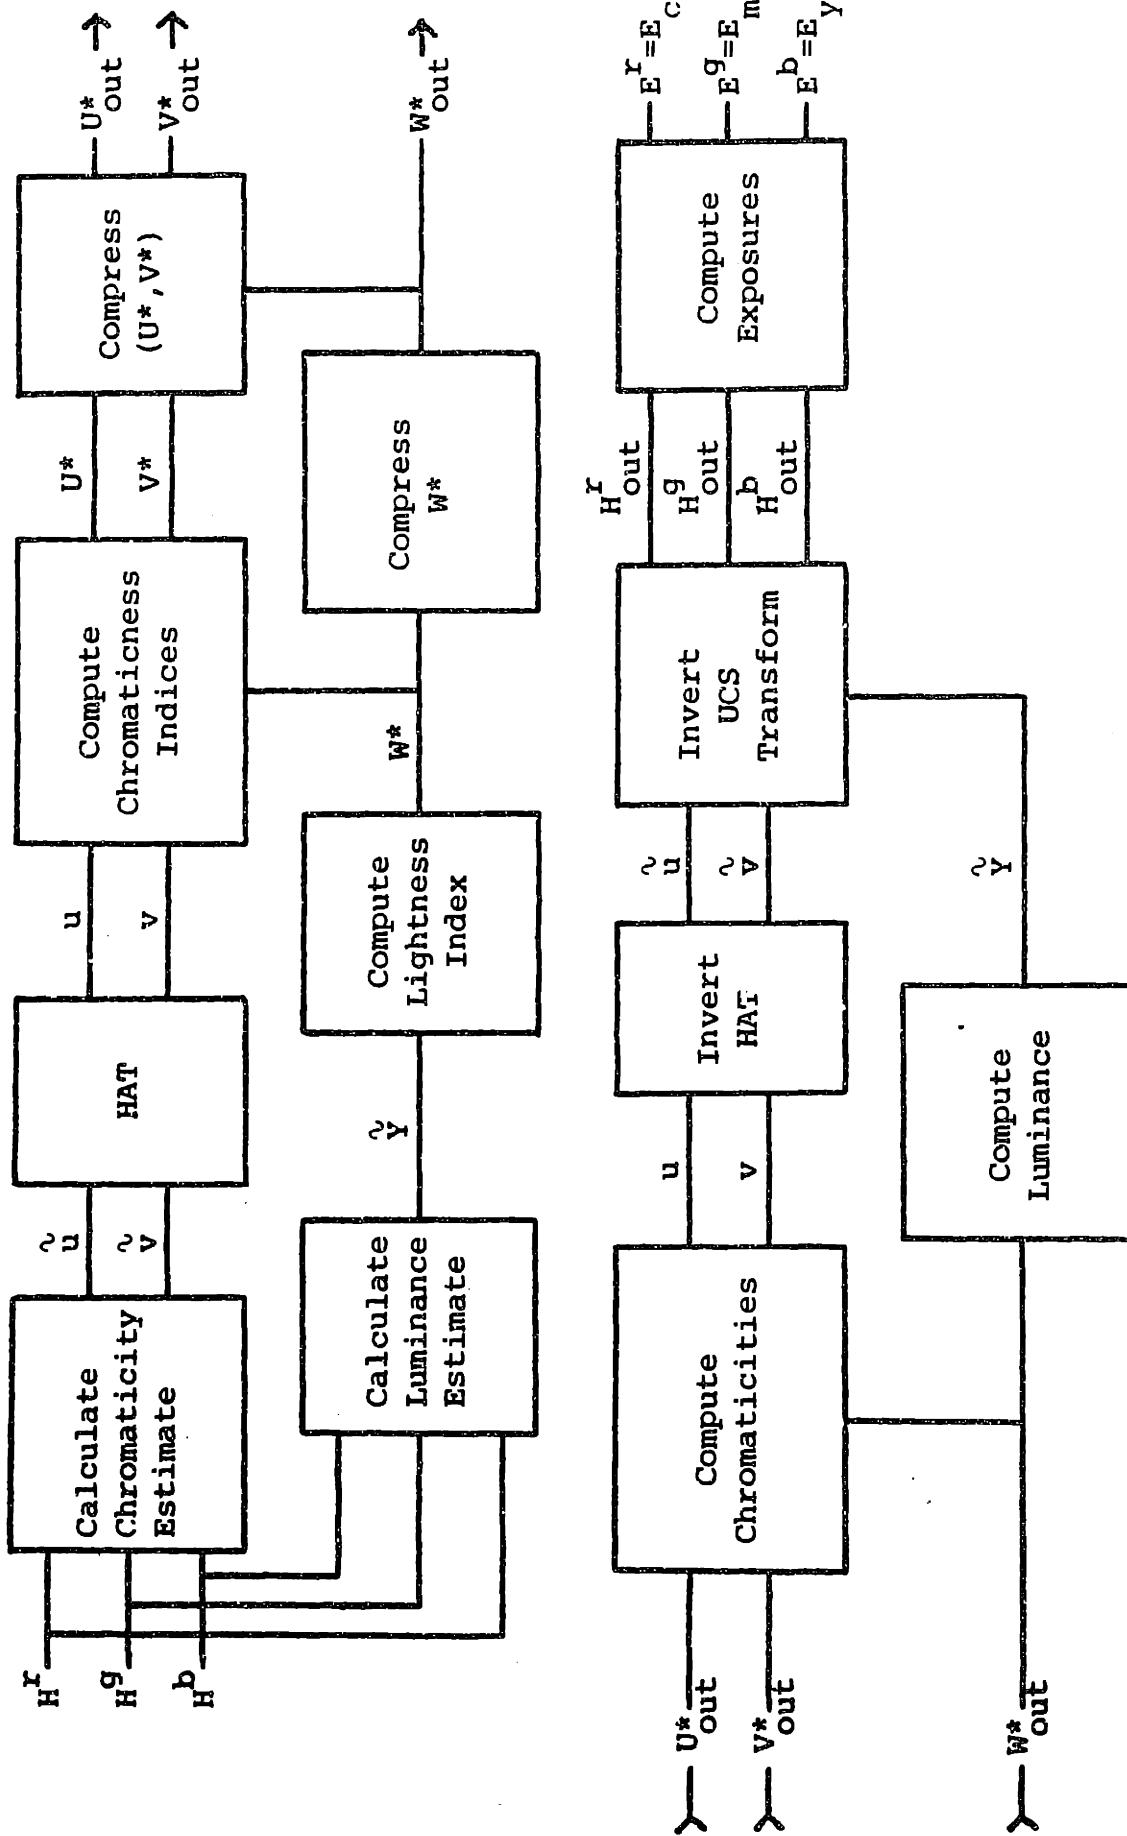 H^r
H^g
H^b
Calculate
Chromaticity
Estimate
ũ
ṽ
HAT
u
v
Compute
Chromaticness
Indices
U*
V*
Compress
(U*,V*)
U*out
V*out
Calculate
Luminance
Estimate
Ỹ
Compute
Lightness
Index
W*
Compress
W*
W*out
U*out
V*out
W*out
Compute
Chromaticities
u
v
Invert
HAT
ũ
ṽ
Invert
UCS
Transform
Compute
Luminance
Ỹ
H^r out
H^g out
H^b out
Compute
Exposures
E^r=E_c
E^g=E_m
E^b=E_y